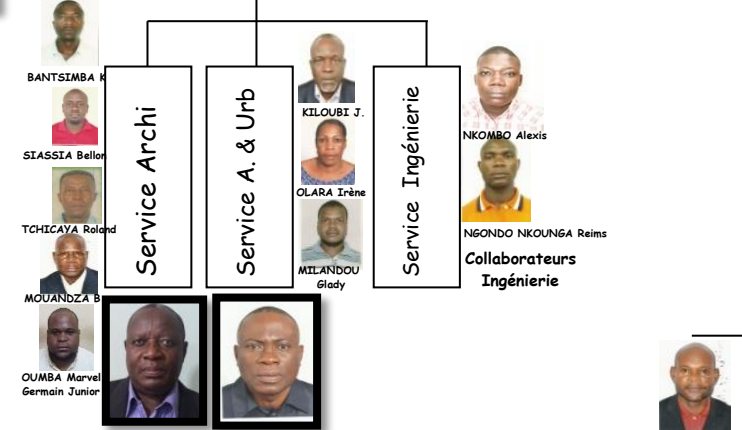 BANTSIMBA K
SIASSIA Bellon
TCHICAYA Roland
MOUANDZA B
OUMBA Marvel
Germain Junior
Service Archi
Service A. & Urb
KILOUBI J.
OLARA Irène
MILANDOU
Glady
Service Ingénierie
NKOMBO Alexis
NGONDO NKOUNGA Reims
Collaborateurs
Ingénierie